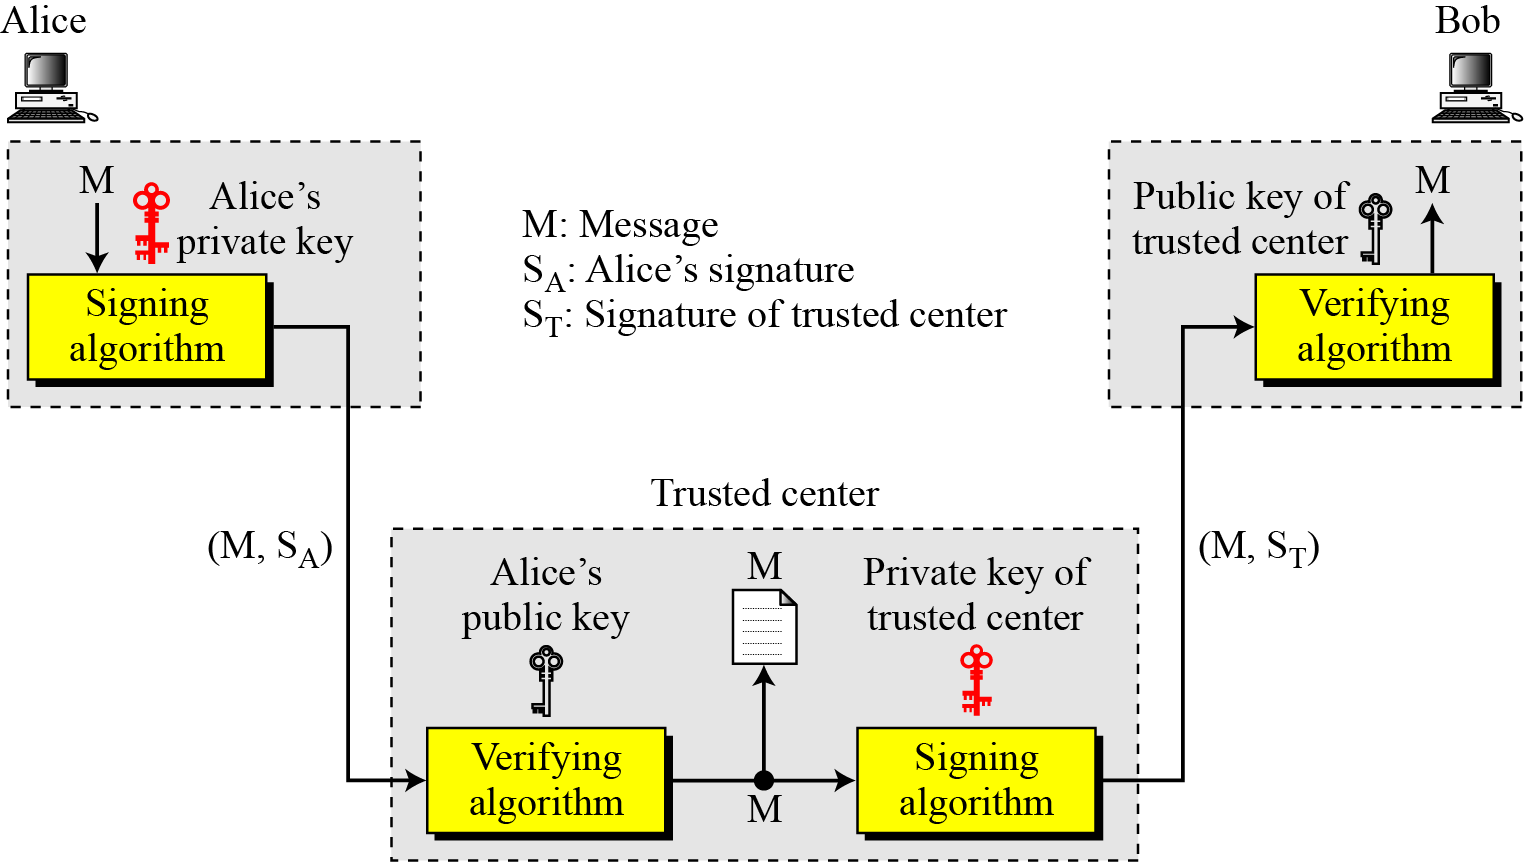 Alice
Bob
M
Alice’s
private key
Signing
algorithm
M: Message
S_A: Alice’s signature
S_T: Signature of trusted center
Public key of
trusted center
M
Verifying
algorithm
(M, S_A)
(M, S_T)
Trusted center
Alice’s
public key
M
Private key of
trusted center
Verifying
algorithm
M
Signing
algorithm